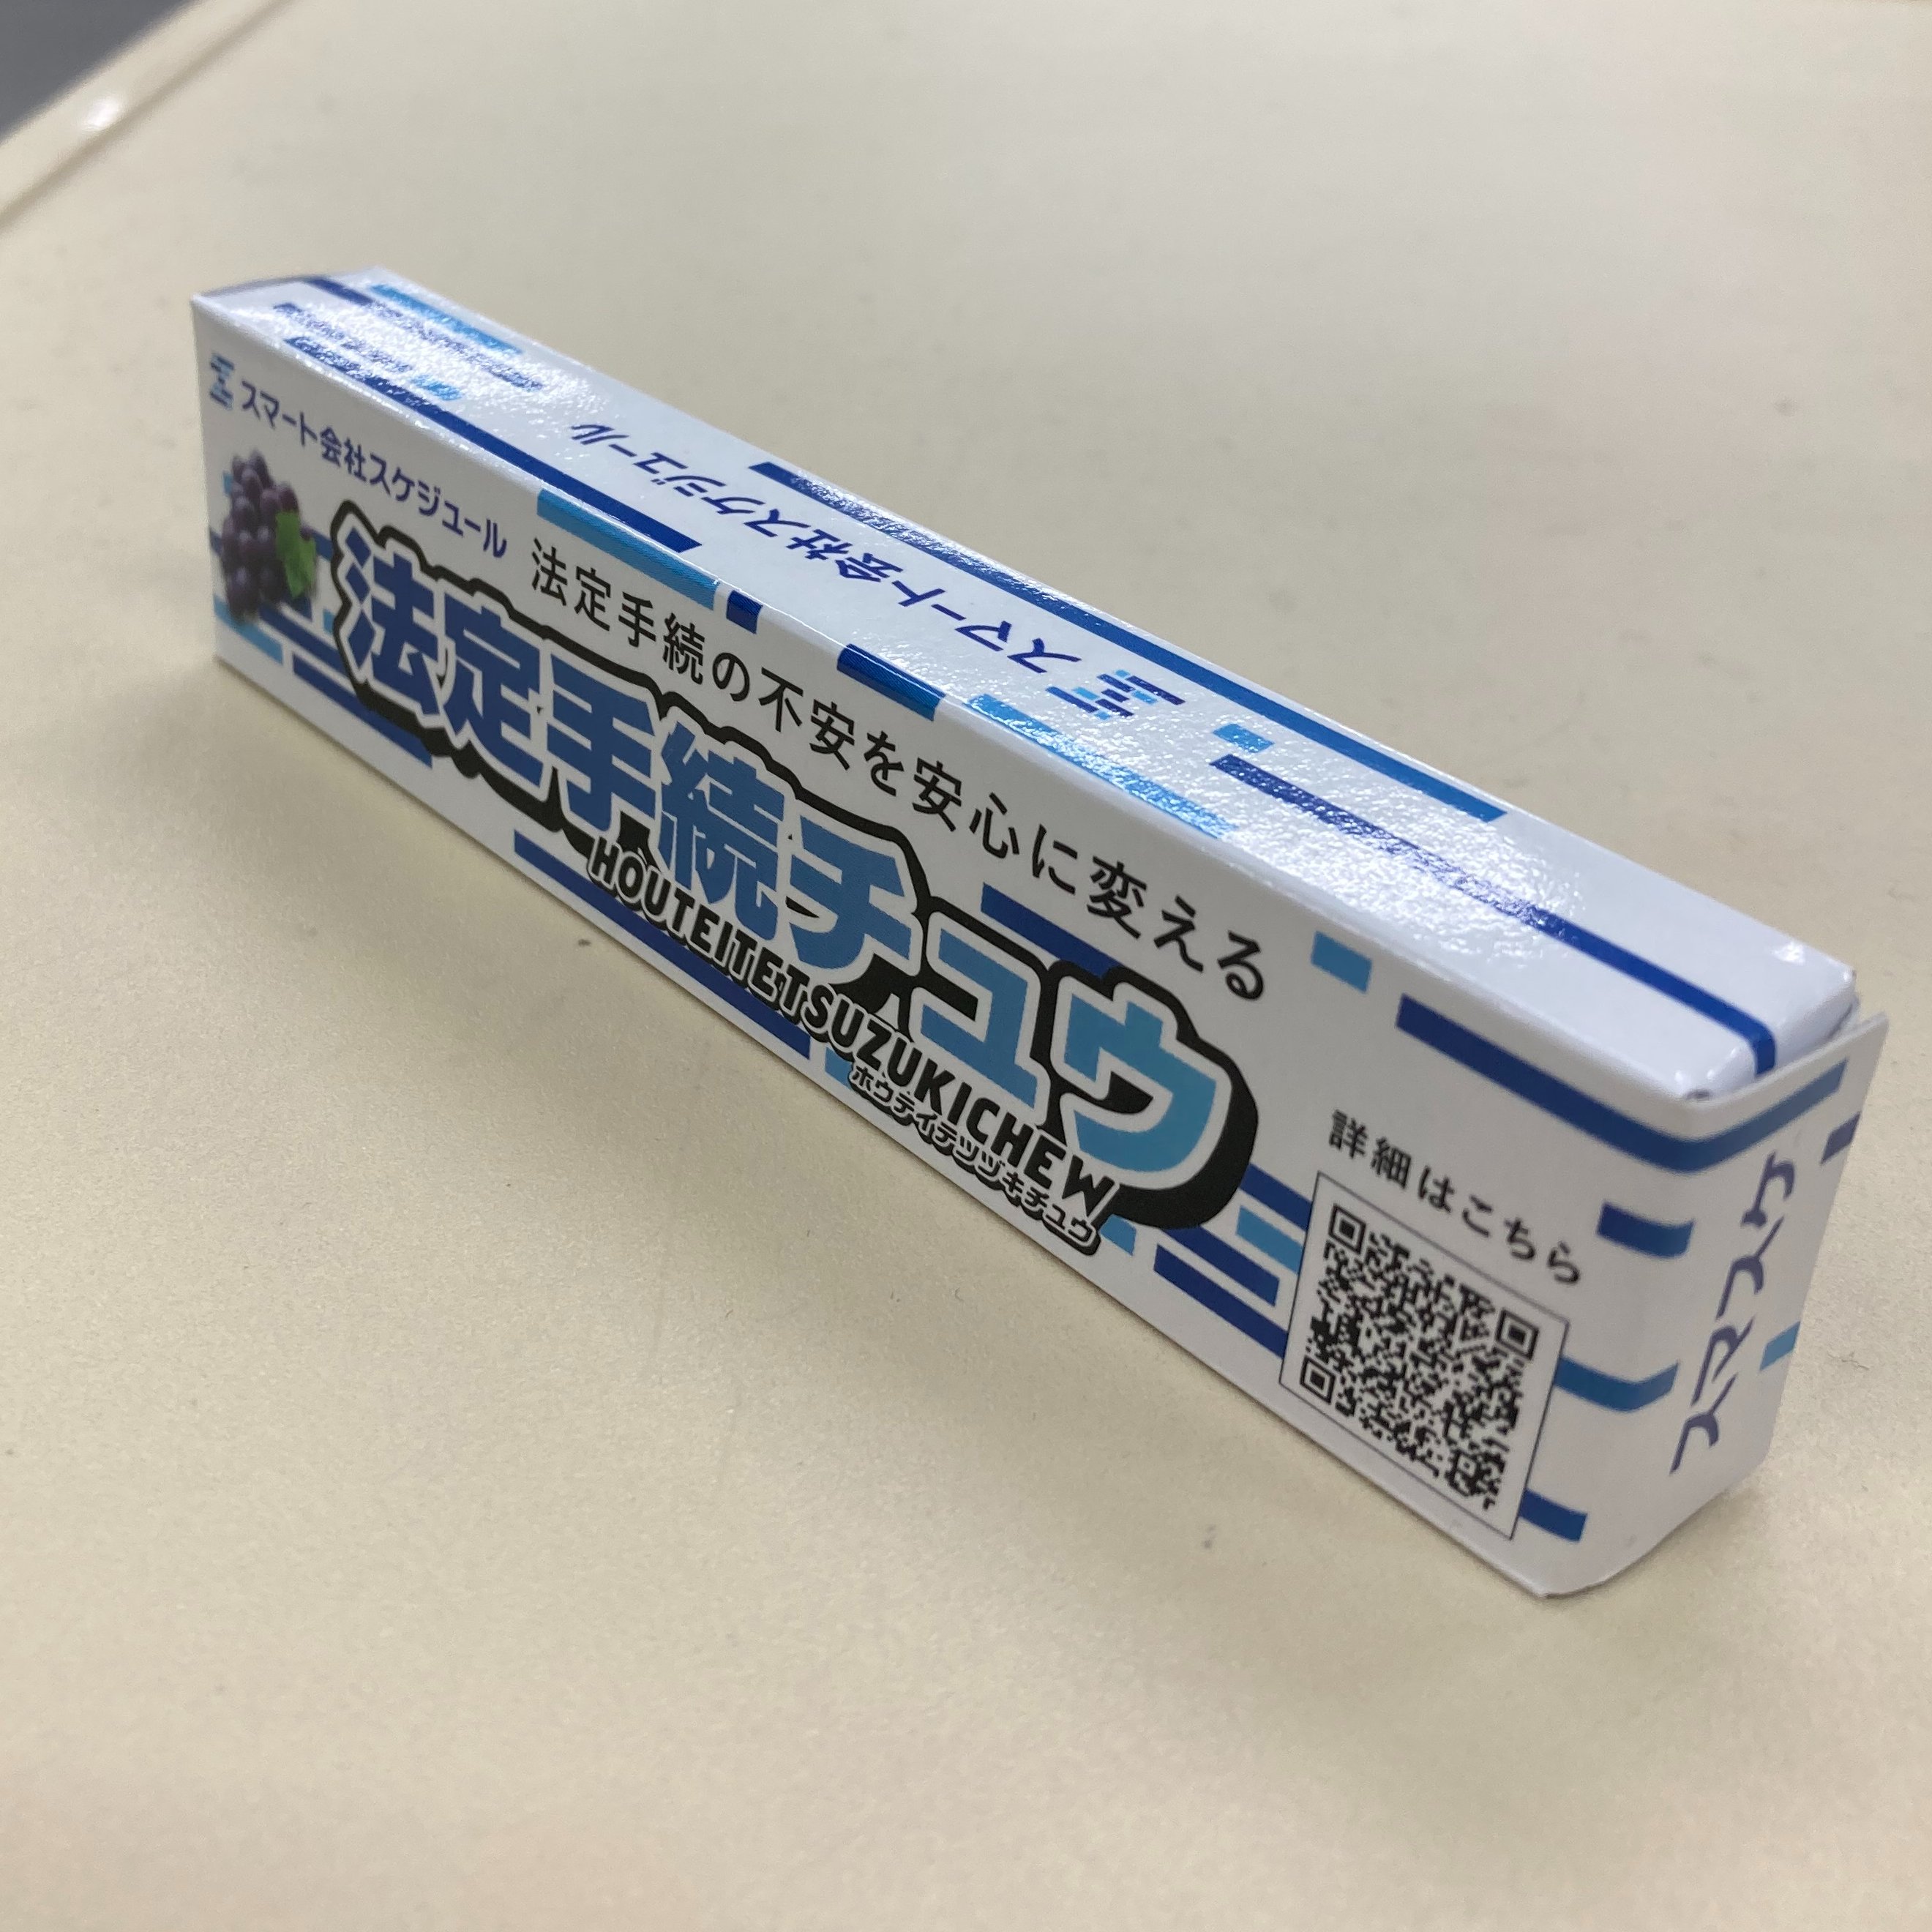 スマート会社スケジュール
法定手続の不安を安心に変える
法定手続チュウ
HOUTEITETSUZUKICHEW
ホウテイテツヅキチュウ
詳細はこちら
スマート会社スケジュール
スマスケ